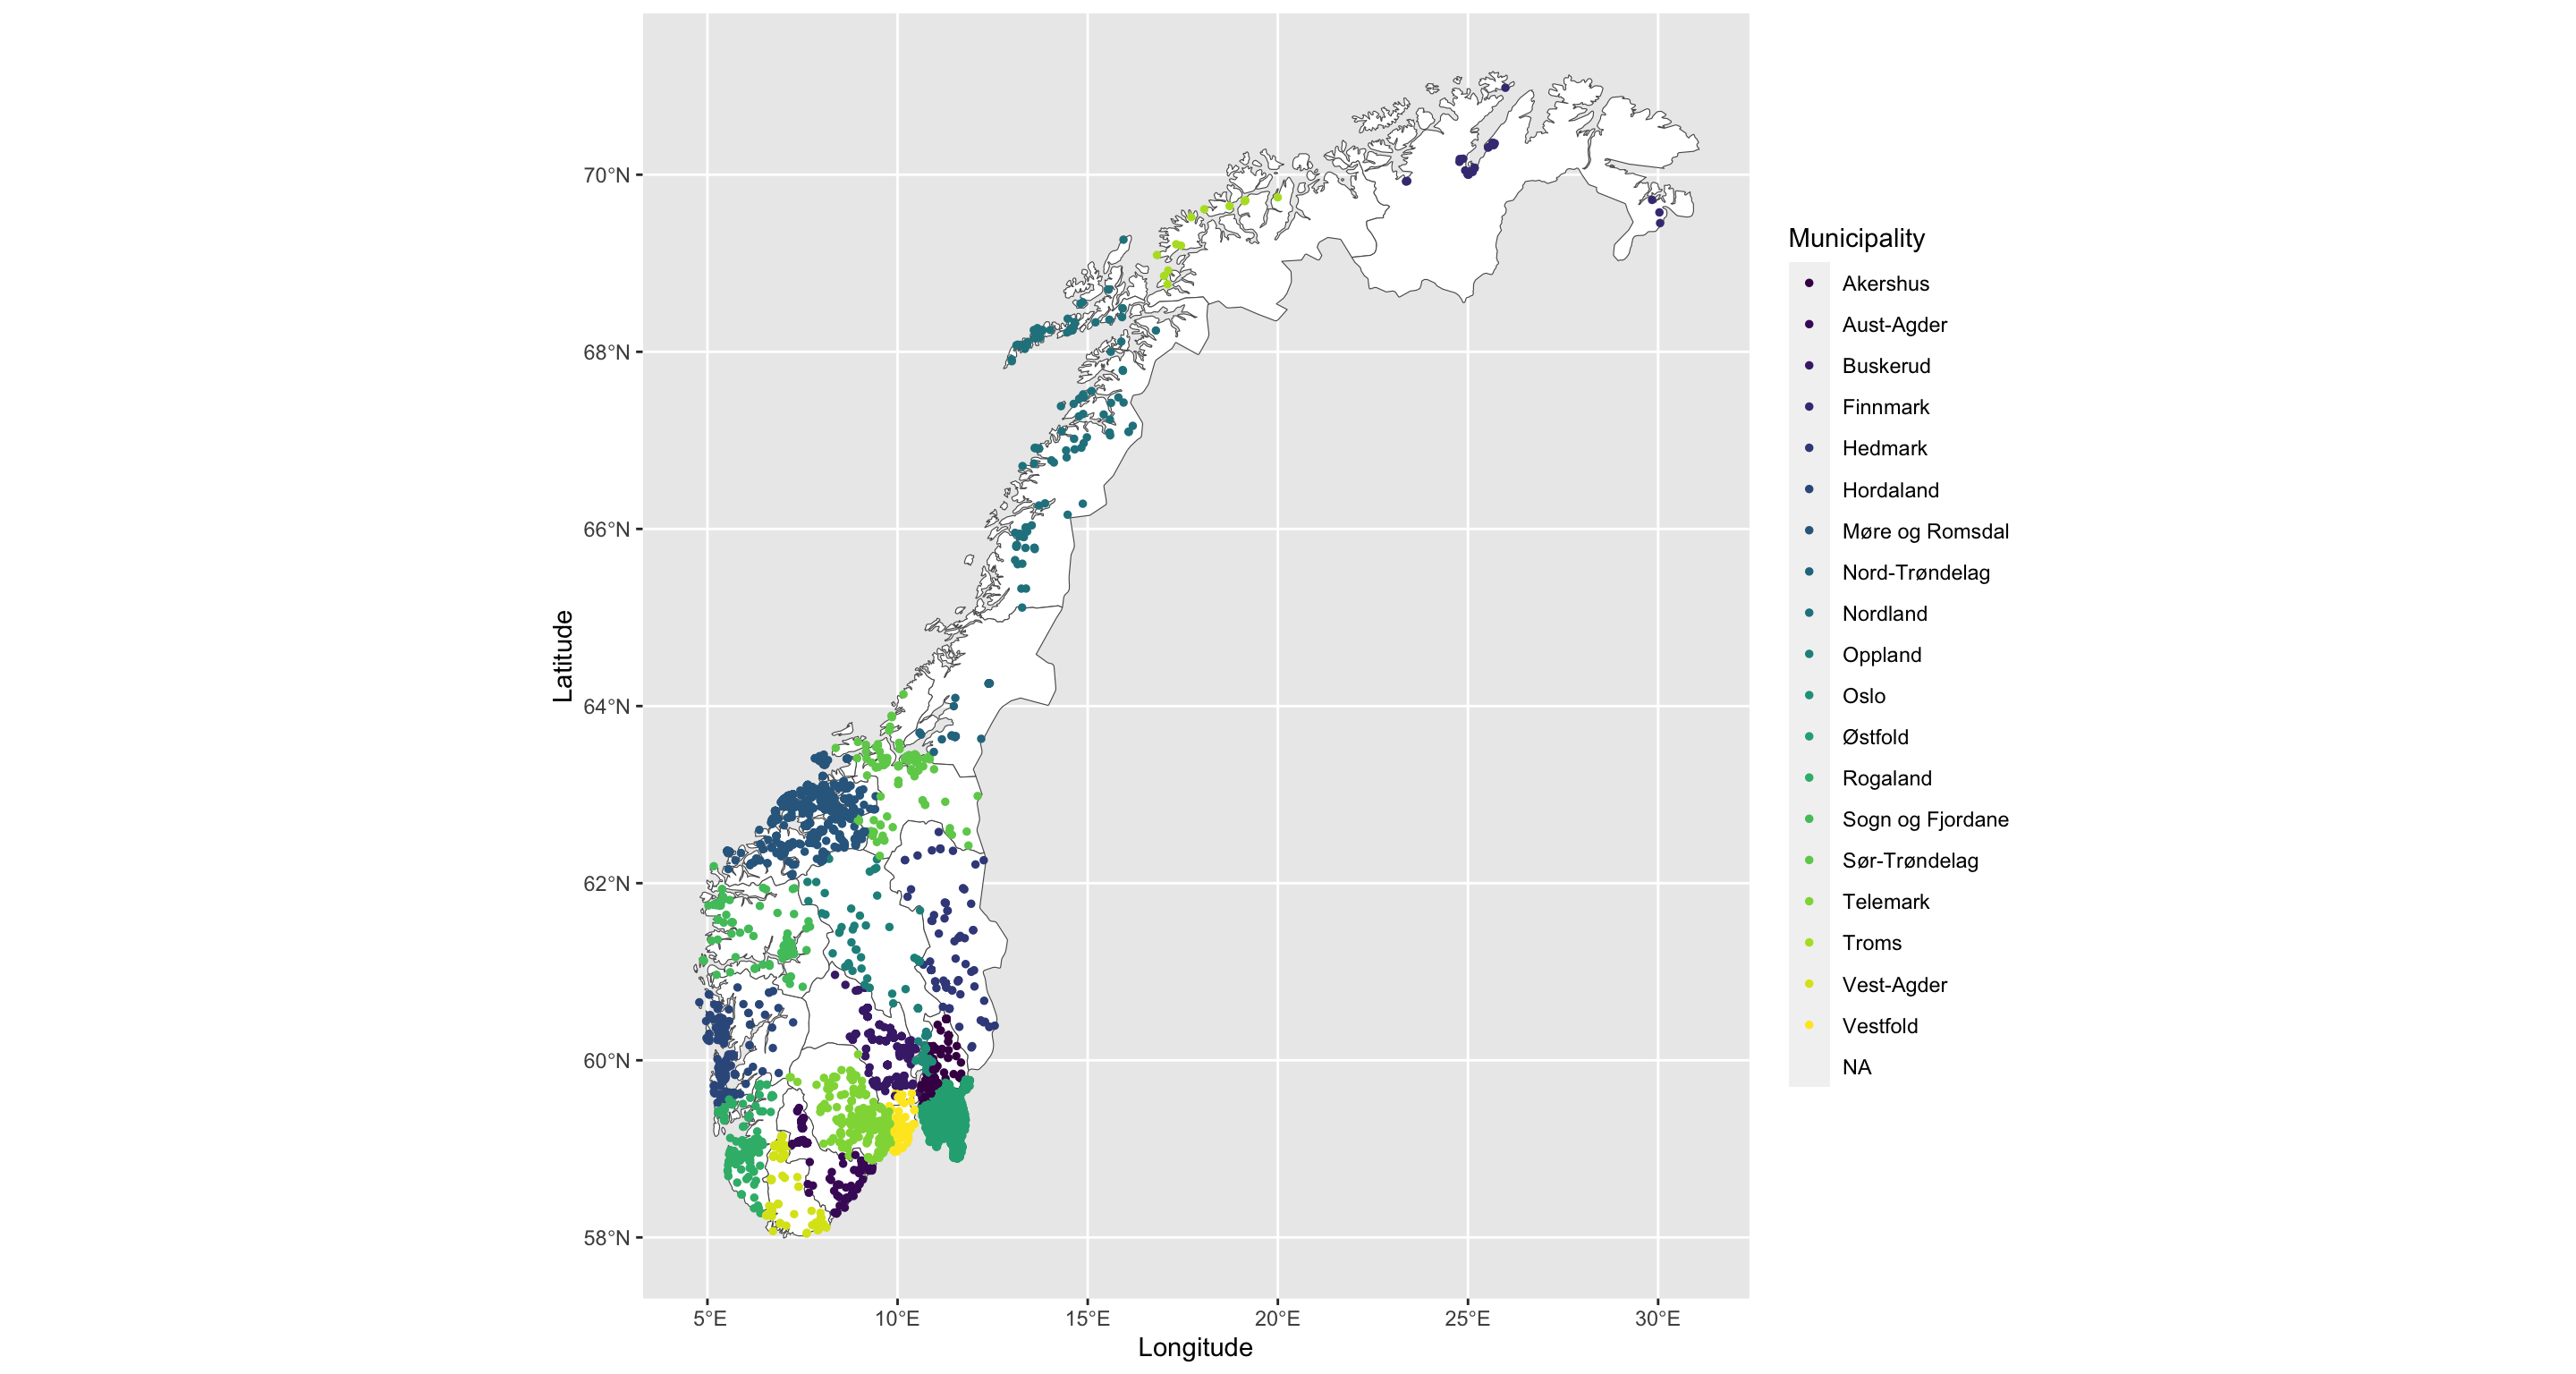 70°N
68°N
66°N
64°N
62°N
60°N
58°N
Latitude
5°E
10°E
15°E
20°E
25°E
30°E
Longitude
Municipality
Akershus
Aust-Agder
Buskerud
Finnmark
Hedmark
Hordaland
Møre og Romsdal
Nord-Trøndelag
Nordland
Oppland
Oslo
Østfold
Rogaland
Sogn og Fjordane
Sør-Trøndelag
Telemark
Troms
Vest-Agder
Vestfold
NA